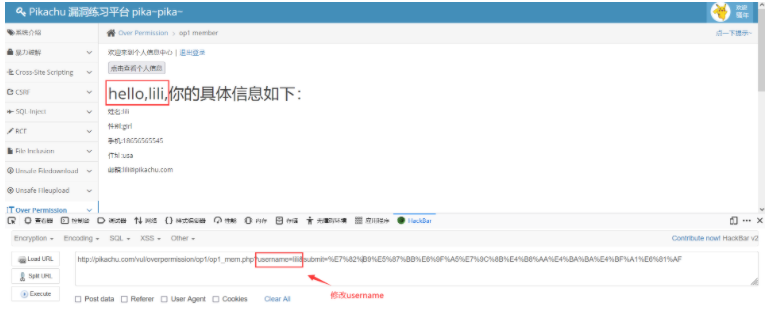 Pikachu 漏洞练习平台 pika~pika~
系统介绍
Over Permission > op1 member
点一下提示~
暴力破解
欢迎来到个人信息中心 | 退出登录
Cross-Site Scripting
点击查看个人信息
CSRF
hello,lili,你的具体信息如下:
SQL Inject
姓名:lili
RCE
性别:girl
手机:18656565545
File Inclusion
住址:usa
Unsafe Filedownload
邮箱:lili@pikachu.com
Unsafe Fileupload
Over Permission
查看器 控制台 调试器 网络 样式编辑器 性能 内存 存储 无障碍环境 应用程序 HackBar
Encryption Encoding SQL XSS Other Contribute now! HackBar v2
Load URL
http://pikachu.com/vul/overpermission/op1/op1_mem.php?username=lili&submit=%E7%82%B9%E5%87%BB%E6%9F%A5%E7%9C%8B%E4%B8%AA%E4%BA%BA%E4%BF%A1%E6%81%AF
Split URL
Execute
修改username
Post data Referer User Agent Cookies Clear All